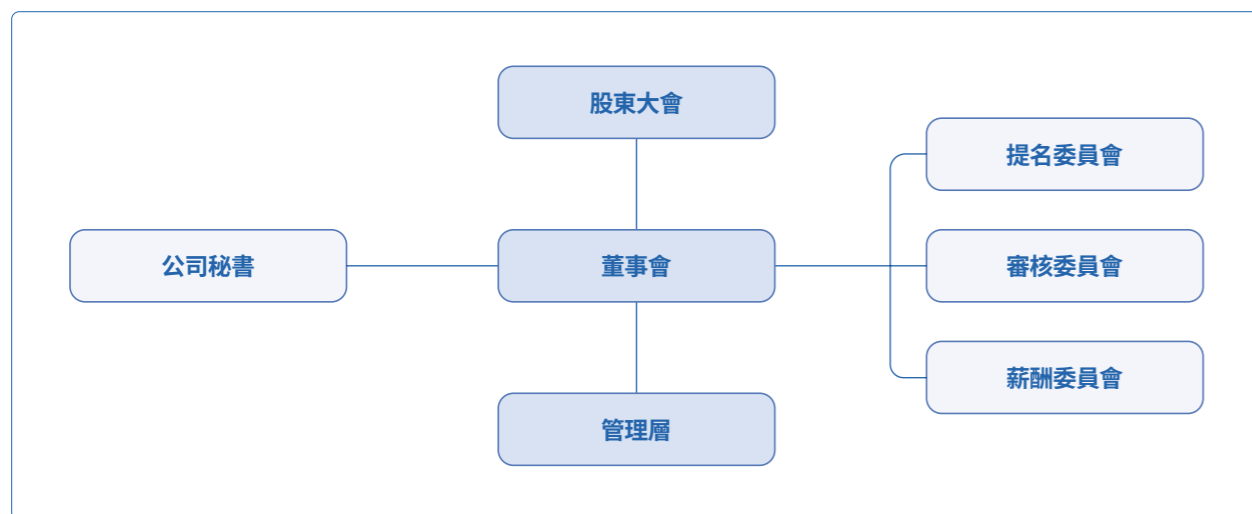 股東大會
提名委員會
公司秘書
董事會
審核委員會
薪酬委員會
管理層